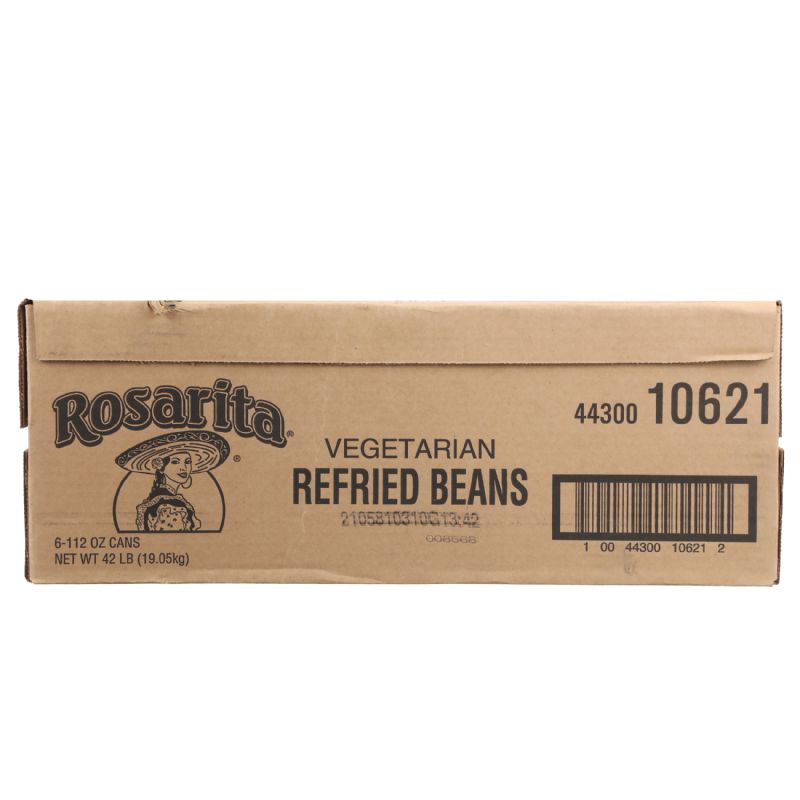 Rosarita®
®
6-112 OZ CANS
NET WT 42 LB (19.05kg)
VEGETARIAN
REFRIED BEANS
2105810310G13:42
008568
44300 10621
1 00 44300 10621 2